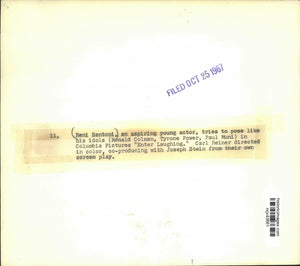 FILED OCT 25 1967
11. (Reni Santoni,) an aspiring young actor, tries to pose like
his idols (Ronald Colman, Tyrone Power, Paul Muni) in
Columbia Pictures "Enter Laughing." Carl Reiner directed
in color, co-producing with Joseph Stein from their own
screen play.